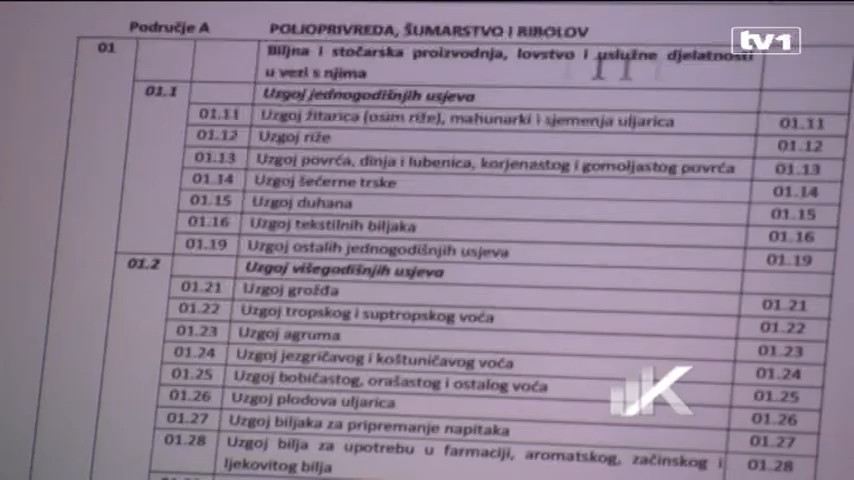 Područje A POLJOPRIVREDA, ŠUMARSTVO I RIBOLOV
tv1
01 Biljna i stočarska proizvodnja, lovstvo i uslužne djelatnosti
u vezi s njima
01.1 Uzgoj jednogodišnjih usjeva
01.11 Uzgoj žitarica (osim riže), mahunarki i sjemenja uljarica 01.11
01.12 Uzgoj riže 01.12
01.13 Uzgoj povrća, dinja i lubenica, korjenastog i gomoljastog povrća 01.13
01.14 Uzgoj šećerne trske 01.14
01.15 Uzgoj duhana 01.15
01.16 Uzgoj tekstilnih biljaka 01.16
01.19 Uzgoj ostalih jednogodišnjih usjeva 01.19
01.2 Uzgoj višegodišnjih usjeva
01.21 Uzgoj grožđa 01.21
01.22 Uzgoj tropskog i suptropskog voća 01.22
01.23 Uzgoj agruma 01.23
01.24 Uzgoj jezgričavog i koštuničavog voća 01.24
01.25 Uzgoj bobičastog, orašastog i ostalog voća 01.25
01.26 Uzgoj plodova uljarica 01.26
01.27 Uzgoj biljaka za pripremanje napitaka 01.27
01.28 Uzgoj bilja za upotrebu u farmaciji, aromatskog, začinskog i 01.28
ljekovitog bilja